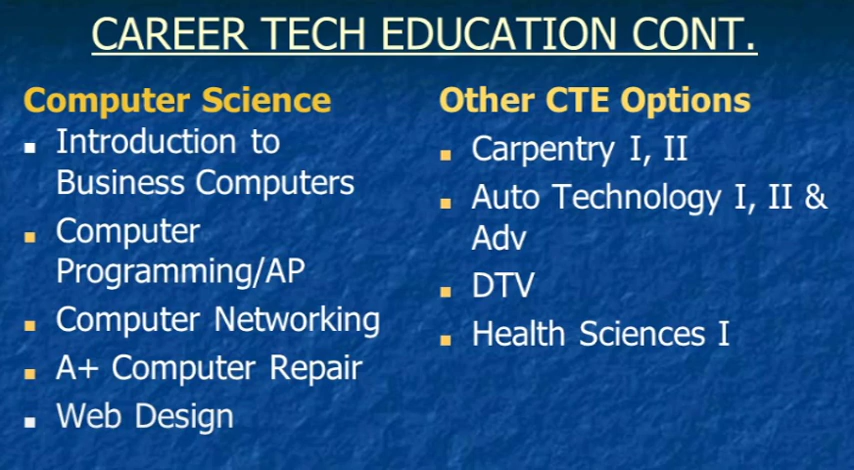 CAREER TECH EDUCATION CONT.
Computer Science
Introduction to
Business Computers
Computer
Programming/AP
Computer Networking
A+ Computer Repair
Web Design
Other CTE Options
Carpentry I, II
Auto Technology I, II &
Adv
DTV
Health Sciences I